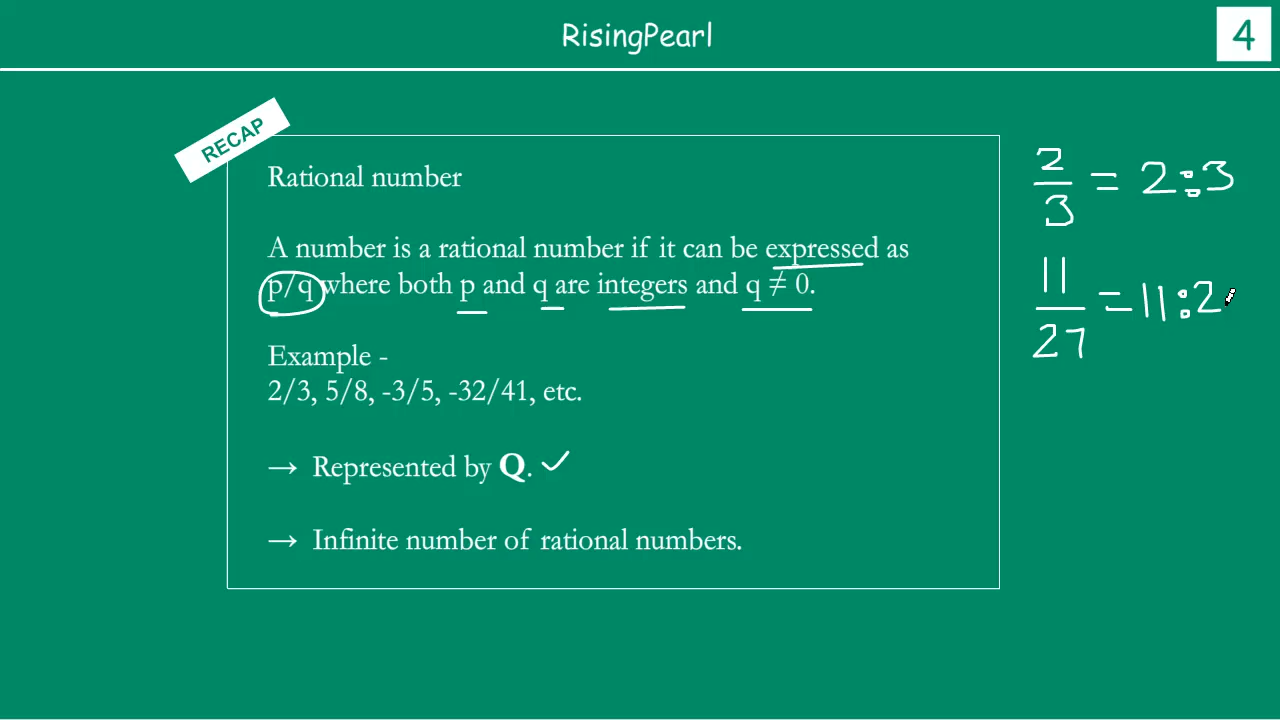 RisingPearl
4
RECAP
Rational number
A number is a rational number if it can be expressed as
p/q where both p and q are integers and q ≠ 0.
Example -
2/3, 5/8, -3/5, -32/41, etc.
→ Represented by Q. ✓
→ Infinite number of rational numbers.
2/3 = 2:3
11/27 = 11:2